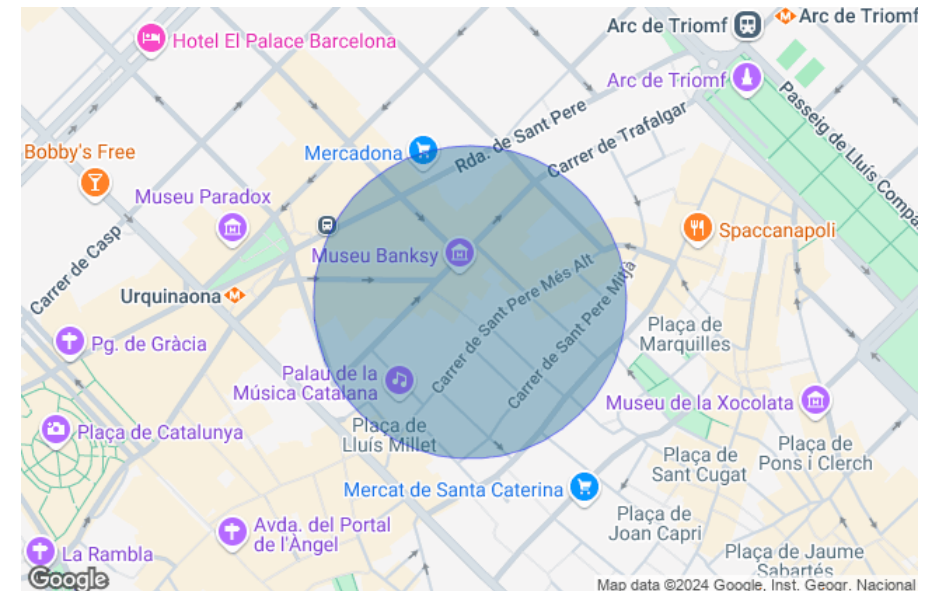 Arc de Triomf
Arc de Triomf
Hotel El Palace Barcelona
Arc de Triomf
Passeig de Lluís Compa
Rda. de Sant Pere
Carrer de Trafalgar
Mercadona
Bobby's Free
Museu Paradox
Spaccanapoli
Museu Banksy
Carrer de Casp
Carrer de Sant Pere Més Alt
Carrer de Sant Pere Mitjà
Urquinaona
Plaça de
Marquilles
Pg. de Gràcia
Palau de la
Música Catalana
Museu de la Xocolata
Plaça de
Lluís Millet
Plaça de Catalunya
Plaça de
Pons i Clerch
Plaça de
Sant Cugat
Mercat de Santa Caterina
Plaça de
Joan Capri
Avda. del Portal
de l'Àngel
La Rambla
Plaça de Jaume
Sabartés
Google
Map data ©2024 Google, Inst. Geogr. Nacional